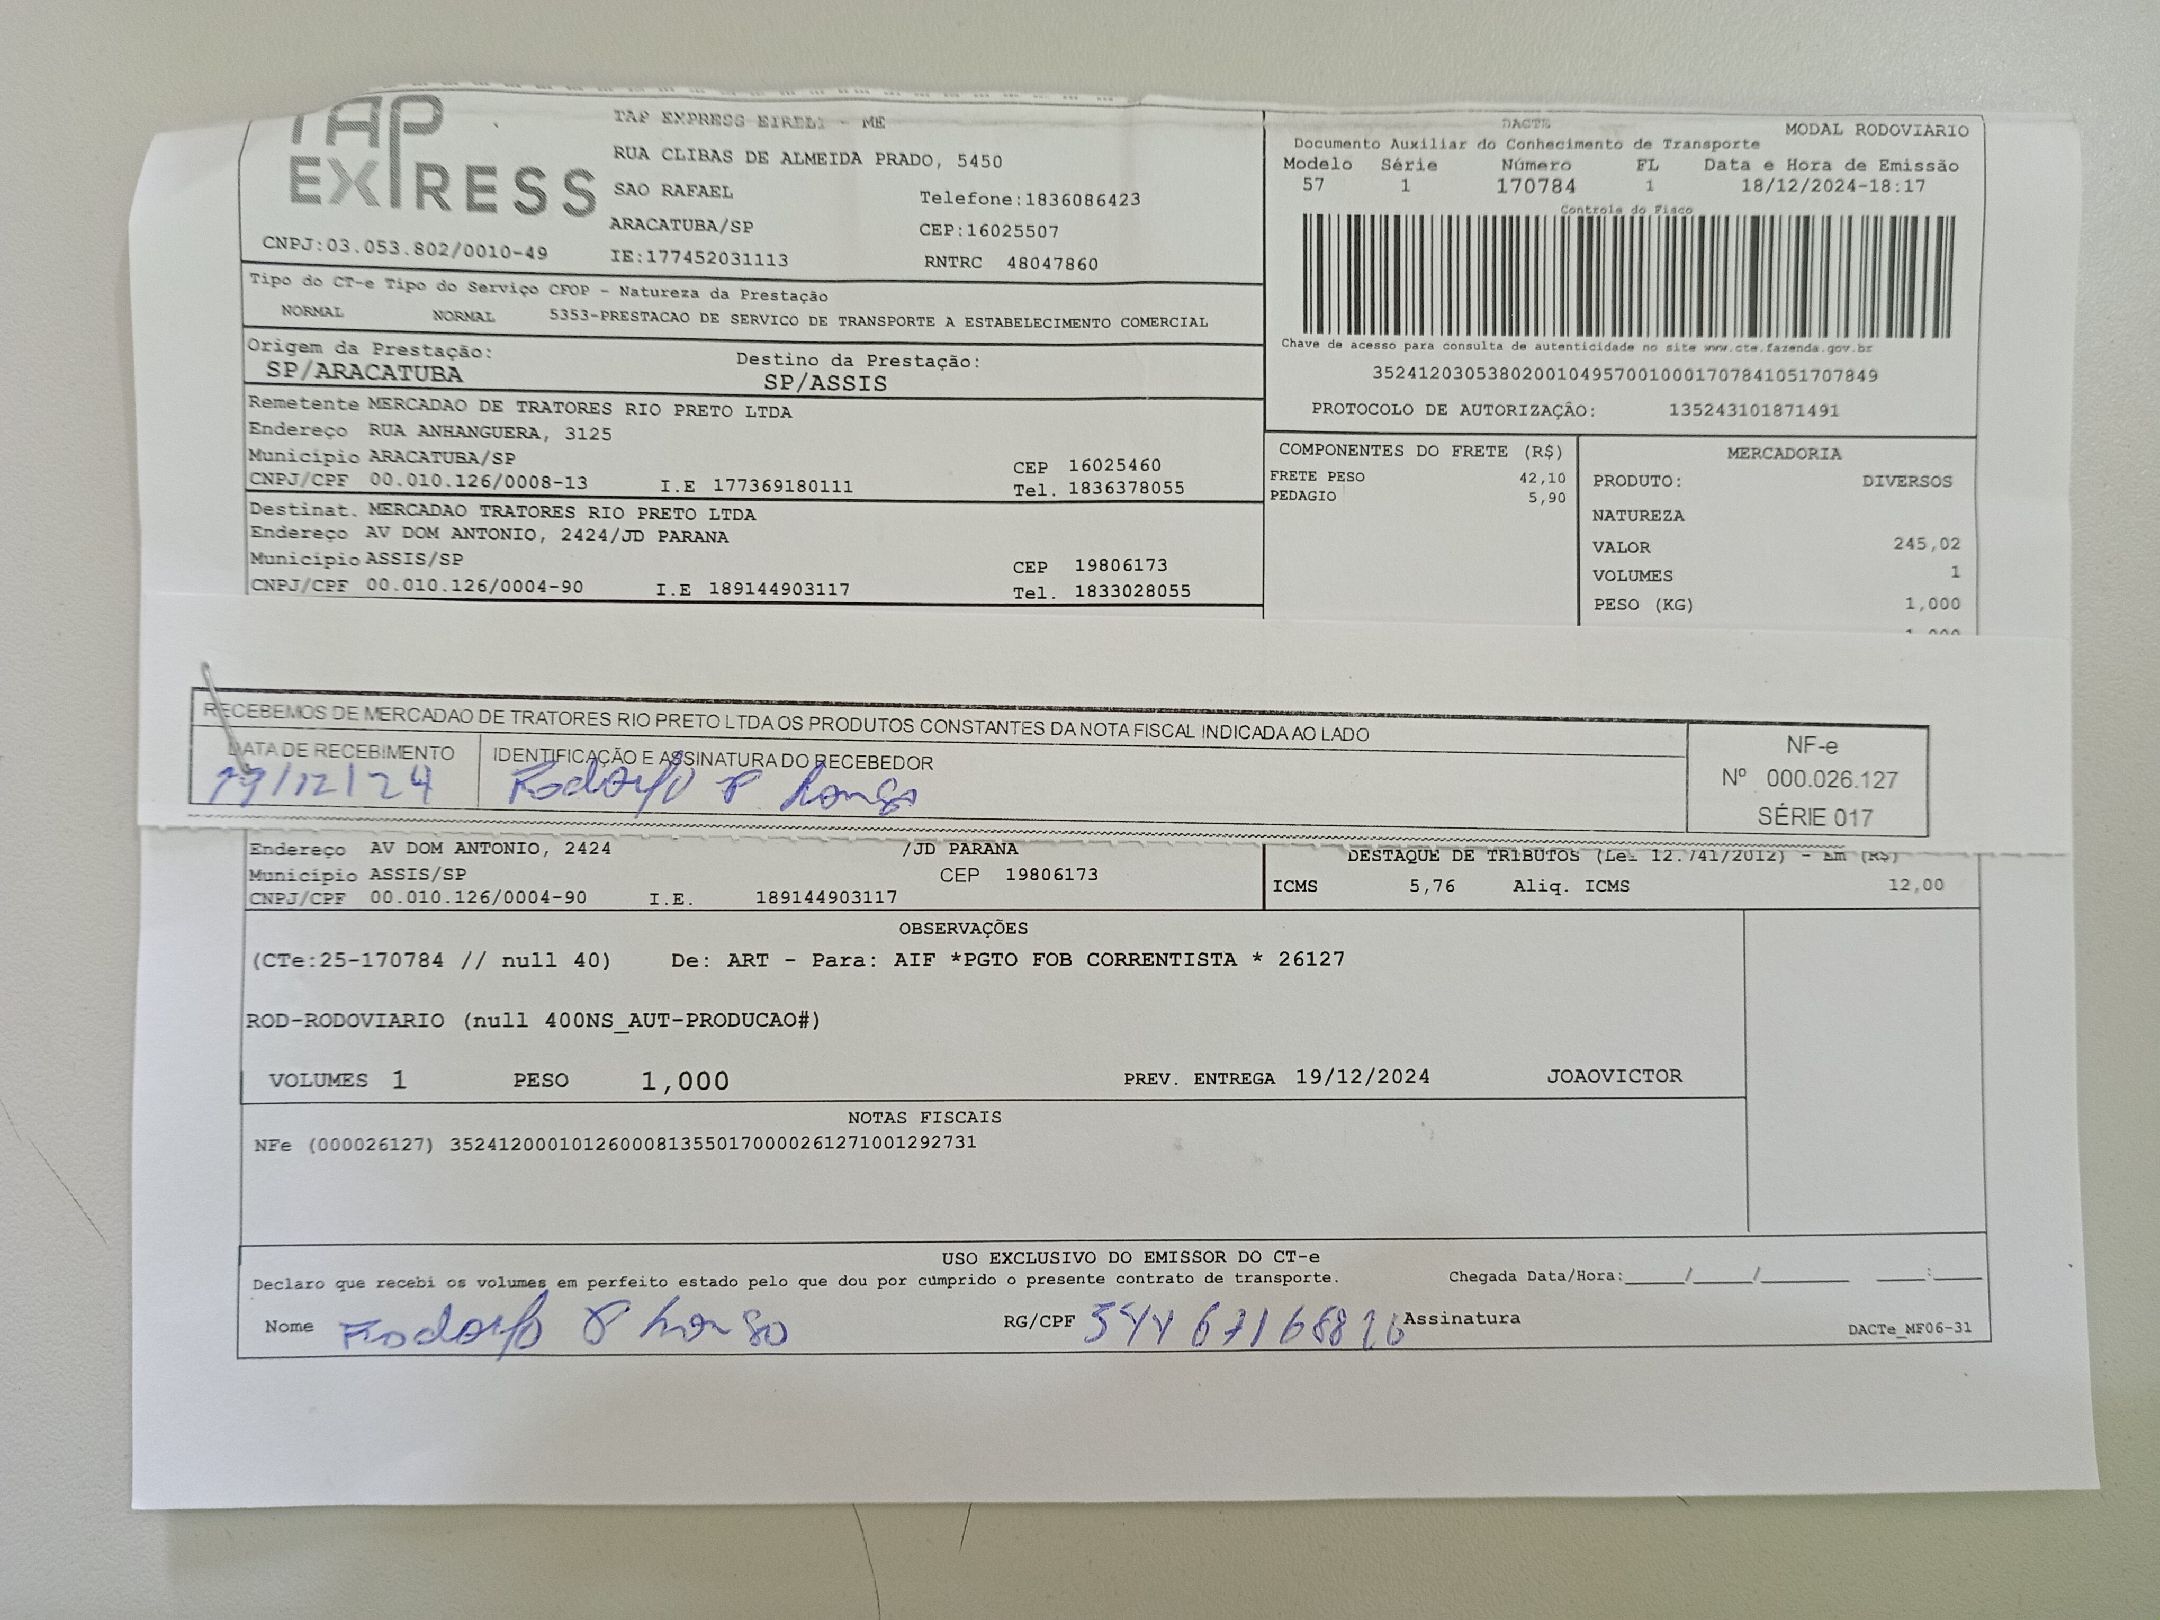 TAP
EXPRESS
TAP EXPRESS EIRELI - ME
RUA CLIBAS DE ALMEIDA PRADO, 5450
SAO RAFAEL Telefone:1836086423
ARACATUBA/SP CEP:16025507
CNPJ:03.053.802/0010-49 IE:177452031113 RNTRC 48047860
DACTE MODAL RODOVIARIO
Documento Auxiliar do Conhecimento de Transporte
Modelo Série Número FL Data e Hora de Emissão
57 1 170784 1 18/12/2024-18:17
Controle do Fisco
Chave de acesso para consulta de autenticidade no site www.cte.fazenda.gov.br
35241203053802001049570010001707841051707849
PROTOCOLO DE AUTORIZAÇÃO: 135243101871491
Tipo do CT-e Tipo do Serviço CFOP - Natureza da Prestação
NORMAL NORMAL 5353-PRESTACAO DE SERVICO DE TRANSPORTE A ESTABELECIMENTO COMERCIAL
Origem da Prestação: Destino da Prestação:
SP/ARACATUBA SP/ASSIS
Remetente MERCADAO DE TRATORES RIO PRETO LTDA
Endereço RUA ANHANGUERA, 3125
Município ARACATUBA/SP CEP 16025460
CNPJ/CPF 00.010.126/0008-13 I.E 177369180111 Tel. 1836378055
Destinat. MERCADAO TRATORES RIO PRETO LTDA
Endereço AV DOM ANTONIO, 2424/JD PARANA
Município ASSIS/SP CEP 19806173
CNPJ/CPF 00.010.126/0004-90 I.E 189144903117 Tel. 1833028055
COMPONENTES DO FRETE (R$)
FRETE PESO 42,10
PEDAGIO 5,90
MERCADORIA
PRODUTO: DIVERSOS
NATUREZA
VALOR 245,02
VOLUMES 1
PESO (KG) 1,000
RECEBEMOS DE MERCADAO DE TRATORES RIO PRETO LTDA OS PRODUTOS CONSTANTES DA NOTA FISCAL INDICADA AO LADO
DATA DE RECEBIMENTO IDENTIFICAÇÃO E ASSINATURA DO RECEBEDOR
19/12/24 Rodolfo
NF-e
Nº 000.026.127
SÉRIE 017
Endereço AV DOM ANTONIO, 2424 /JD PARANA
Município ASSIS/SP CEP 19806173
CNPJ/CPF 00.010.126/0004-90 I.E. 189144903117
DESTAQUE DE TRIBUTOS (Lei 12.741/2012) - Em (R$)
ICMS 5,76 Aliq. ICMS 12,00
OBSERVAÇÕES
(CTe:25-170784 // null 40) De: ART - Para: AIF *PGTO FOB CORRENTISTA * 26127
ROD-RODOVIARIO (null 400NS_AUT-PRODUCAO#)
VOLUMES 1 PESO 1,000 PREV. ENTREGA 19/12/2024 JOAOVICTOR
NOTAS FISCAIS
NFe (000026127) 35241200010126000813550170000261271001292731
USO EXCLUSIVO DO EMISSOR DO CT-e
Declaro que recebi os volumes em perfeito estado pelo que dou por cumprido o presente contrato de transporte. Chegada Data/Hora:_____/_____/_______ ____:____
Nome Rodolfo RG/CPF Assinatura
DACTe_MF06-31